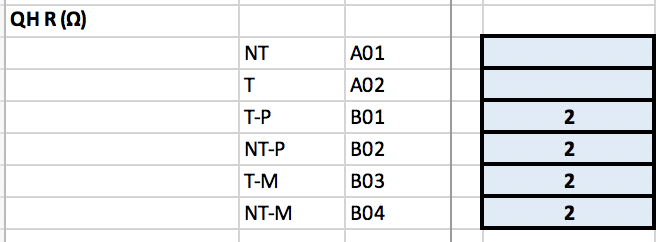 QH R (Ω)
NT A01
T A02
T-P B01 2
NT-P B02 2
T-M B03 2
NT-M B04 2